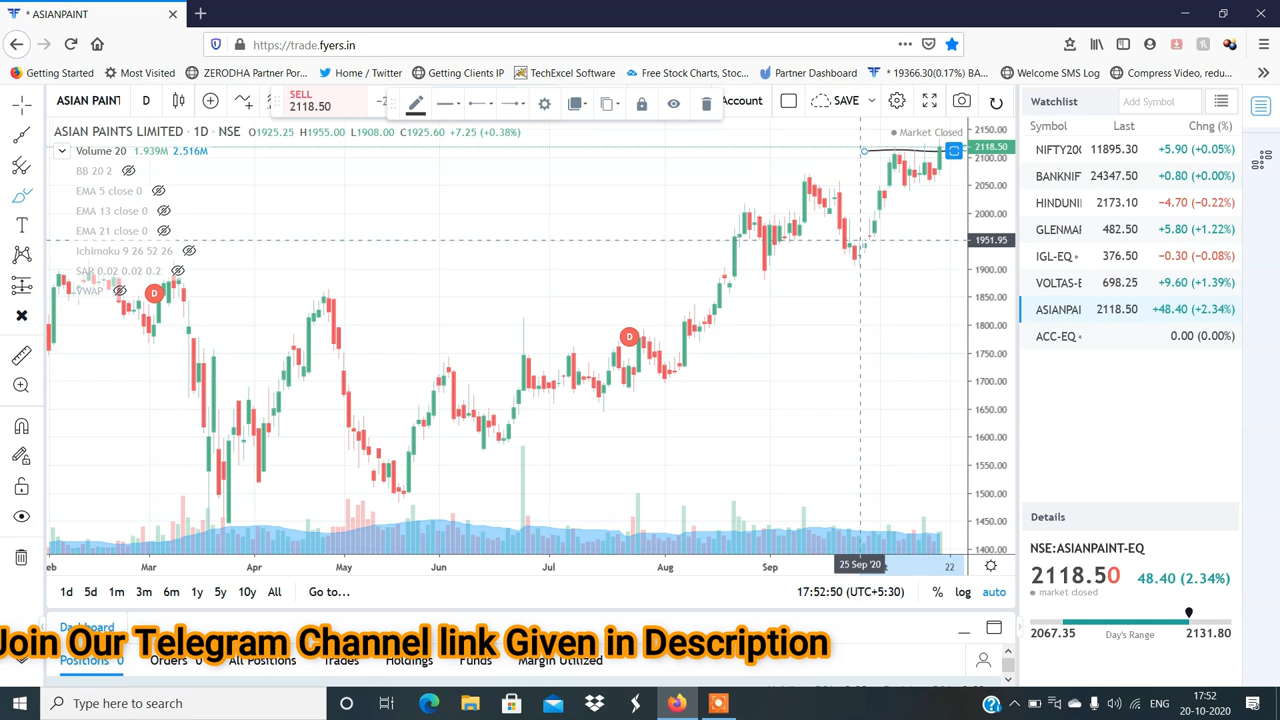 * ASIANPAINT
https://trade.fyers.in
Getting Started Most Visited ZERODHA Partner Por... Home / Twitter Getting Clients IP TechExcel Software Free Stock Charts, Stoc... Partner Dashboard * 19366.30(0.17%) BA... Welcome SMS Log Compress Video, redu...
ASIAN PAINT D
SELL
2118.50
Account SAVE
ASIAN PAINTS LIMITED • 1D • NSE O1925.25 H1955.00 L1908.00 C1925.60 +7.25 (+0.38%)
Market Closed
Volume 20 1.939M 2.516M
BB 20 2
EMA 5 close 0
EMA 13 close 0
EMA 21 close 0
Ichimoku 9 26 52 26
SAR 0.02 0.02 0.2
VWAP
D
D
2150.00
2118.50
2100.00
2050.00
2000.00
1951.95
1900.00
1850.00
1800.00
1750.00
1700.00
1650.00
1600.00
1550.00
1500.00
1450.00
1400.00
eb Mar Apr May Jun Jul Aug Sep 25 Sep '20 t 22
1d 5d 1m 3m 6m 1y 5y 10y All Go to...
17:52:50 (UTC+5:30) % log auto
Watchlist Add Symbol
Symbol Last Chng (%)
NIFTY200 11895.30 +5.90 (+0.05%)
BANKNIF 24347.50 +0.80 (+0.00%)
HINDUNI 2173.10 -4.70 (-0.22%)
GLENMAR 482.50 +5.80 (+1.22%)
IGL-EQ 376.50 -0.30 (-0.08%)
VOLTAS-E 698.25 +9.60 (+1.39%)
ASIANPAI 2118.50 +48.40 (+2.34%)
ACC-EQ 0.00 (0.00%)
Details
NSE:ASIANPAINT-EQ
2118.50 48.40 (2.34%)
market closed
2067.35 Day's Range 2131.80
Dashboard
Join Our Telegram Channel link Given in Description
Positions 0 Orders 0 All Positions Trades Holdings Funds Margin Utilized
Type here to search
ENG
17:52
20-10-2020